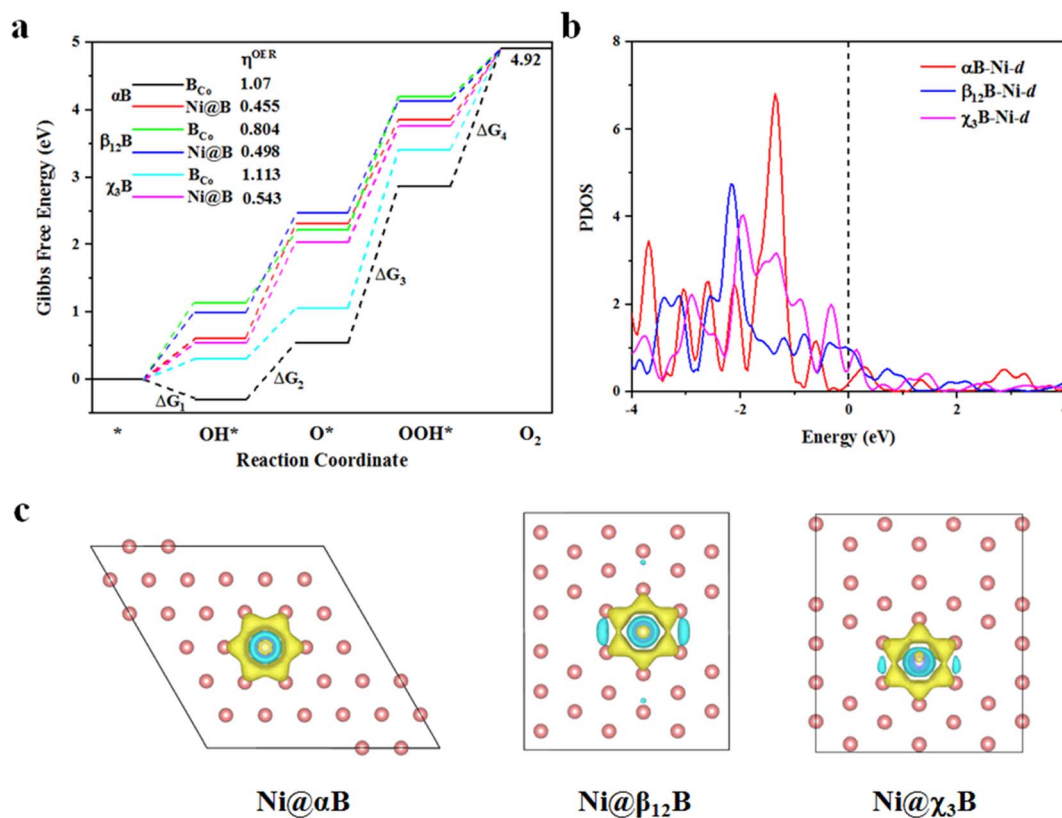 a
Gibbs Free Energy (eV)
5
4
3
2
1
0
η^OER
αB B_Co 1.07
Ni@B 0.455
β₁₂B B_Co 0.804
Ni@B 0.498
χ₃B B_Co 1.113
Ni@B 0.543
4.92
ΔG₁
ΔG₂
ΔG₃
ΔG₄
* OH* O* OOH* O₂
Reaction Coordinate
b
PDOS
8
6
4
2
0
αB-Ni-d
β₁₂B-Ni-d
χ₃B-Ni-d
-4 -2 0 2 4
Energy (eV)
c
Ni@αB Ni@β₁₂B Ni@χ₃B